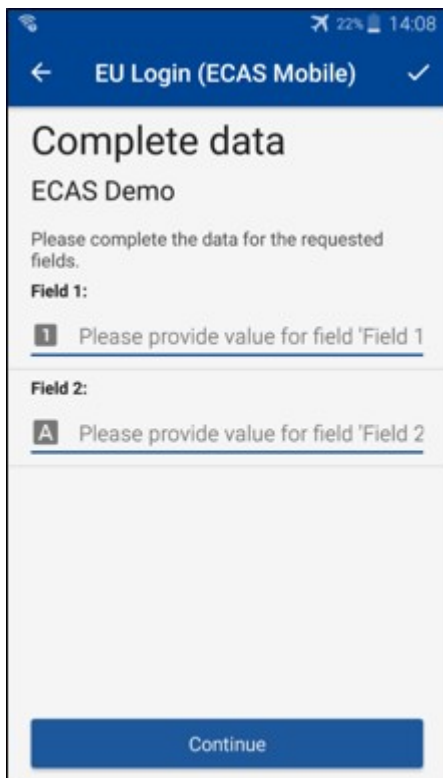 22% 14:08
EU Login (ECAS Mobile)
Complete data
ECAS Demo
Please complete the data for the requested
fields.
Field 1:
1 Please provide value for field 'Field 1
Field 2:
A Please provide value for field 'Field 2
Continue